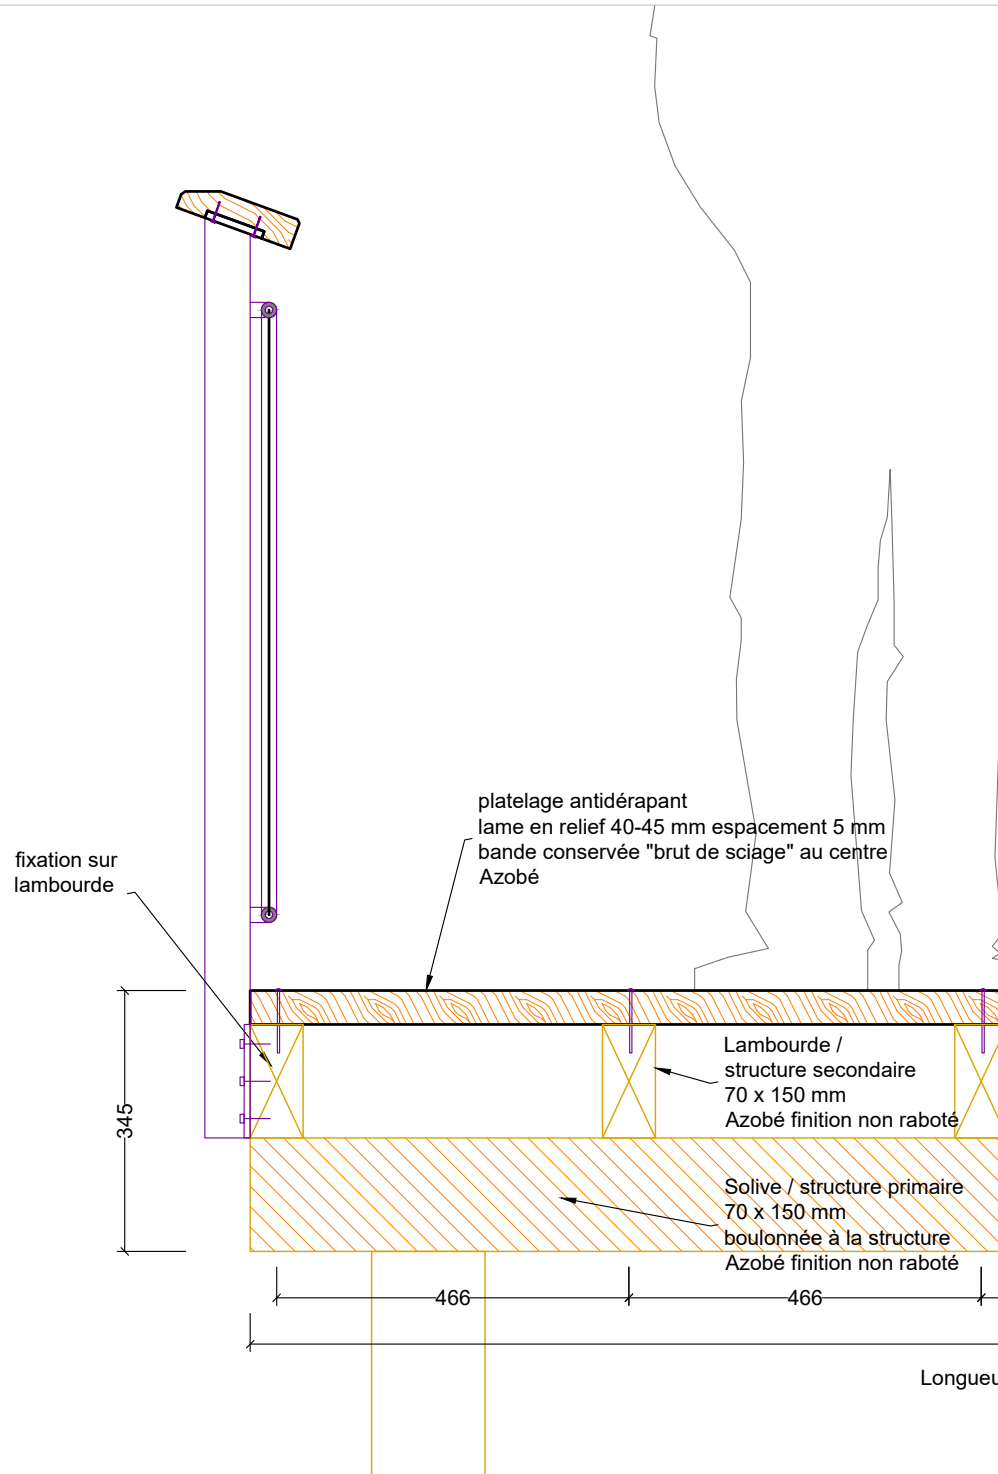 platelage antidérapant
lame en relief 40-45 mm espacement 5 mm
bande conservée "brut de sciage" au centre
Azobé
fixation sur
lambourde
Lambourde /
structure secondaire
70 x 150 mm
Azobé finition non raboté
345
Solive / structure primaire
70 x 150 mm
boulonnée à la structure
Azobé finition non raboté
466
466
Longueu